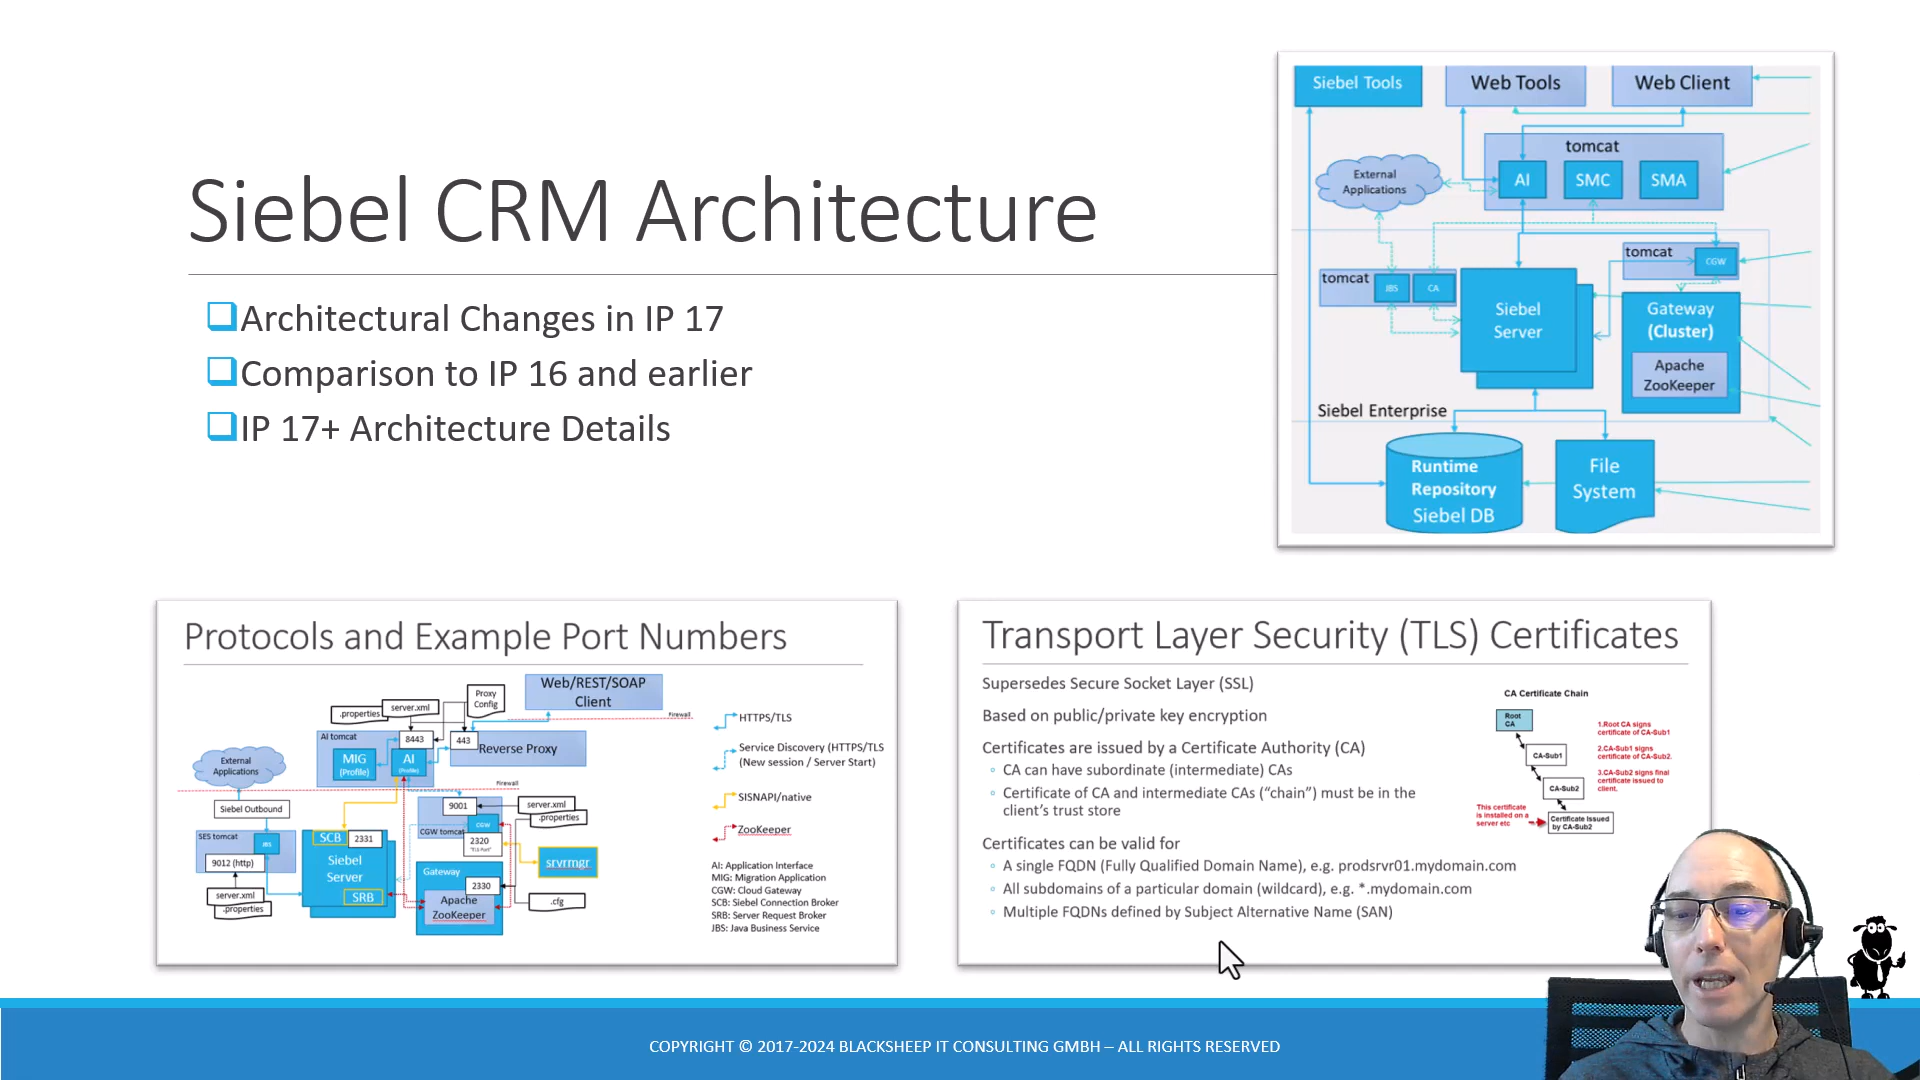 Siebel CRM Architecture
Architectural Changes in IP 17
Comparison to IP 16 and earlier
IP 17+ Architecture Details
Siebel Tools
Web Tools
Web Client
tomcat
AI
SMC
SMA
External
Applications
tomcat
CGW
tomcat
JBS
CA
Siebel
Server
Gateway
(Cluster)
Apache
ZooKeeper
Siebel Enterprise
Runtime
Repository
Siebel DB
File
System
Protocols and Example Port Numbers
Web/REST/SOAP
Client
Proxy
Config
server.xml
.properties
Firewall
AI tomcat
8443
443
Reverse Proxy
MIG
(Profile)
AI
(Profile)
External
Applications
Firewall
Siebel Outbound
9001
server.xml
.properties
CGW
CGW tomcat
2320
"TLS Port"
SES tomcat
JBS
9012 (http)
SCB
2331
Siebel
Server
SRB
srvrmgr
Gateway
2330
Apache
ZooKeeper
.cfg
server.xml
.properties
HTTPS/TLS
Service Discovery (HTTPS/TLS
(New session / Server Start)
SISNAPI/native
ZooKeeper
AI: Application Interface
MIG: Migration Application
CGW: Cloud Gateway
SCB: Siebel Connection Broker
SRB: Server Request Broker
JBS: Java Business Service
Transport Layer Security (TLS) Certificates
Supersedes Secure Socket Layer (SSL)
Based on public/private key encryption
Certificates are issued by a Certificate Authority (CA)
CA can have subordinate (intermediate) CAs
Certificate of CA and intermediate CAs (“chain”) must be in the
client's trust store
Certificates can be valid for
A single FQDN (Fully Qualified Domain Name), e.g. prodsrvr01.mydomain.com
All subdomains of a particular domain (wildcard), e.g. *.mydomain.com
Multiple FQDNs defined by Subject Alternative Name (SAN)
CA Certificate Chain
Root
CA
CA-Sub1
CA-Sub2
Certificate Issued
by CA-Sub2
1.Root CA signs
certificate of CA-Sub1
2.CA-Sub1 signs
certificate of CA-Sub2.
3.CA-Sub2 signs final
certificate issued to
client.
This certificate
is installed on a
server etc
COPYRIGHT © 2017-2024 BLACKSHEEP IT CONSULTING GMBH – ALL RIGHTS RESERVED